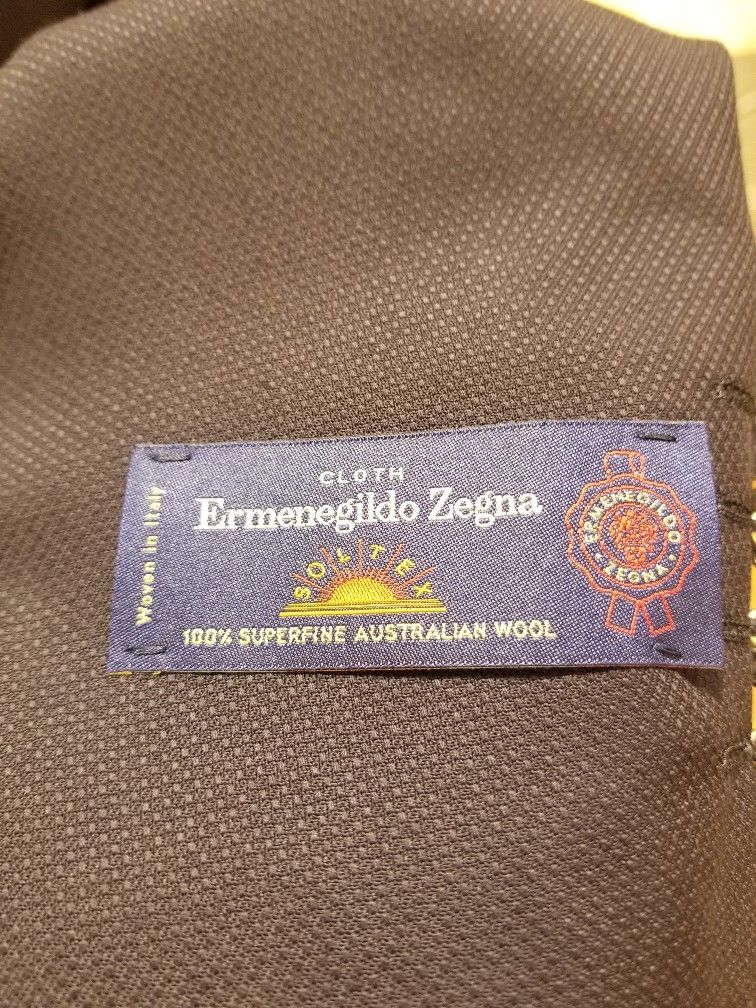 CLOTH
Ermenegildo Zegna
SOLTEX
100% SUPERFINE AUSTRALIAN WOOL
Woven in Italy
ERMENEGILDO
• ZEGNA •